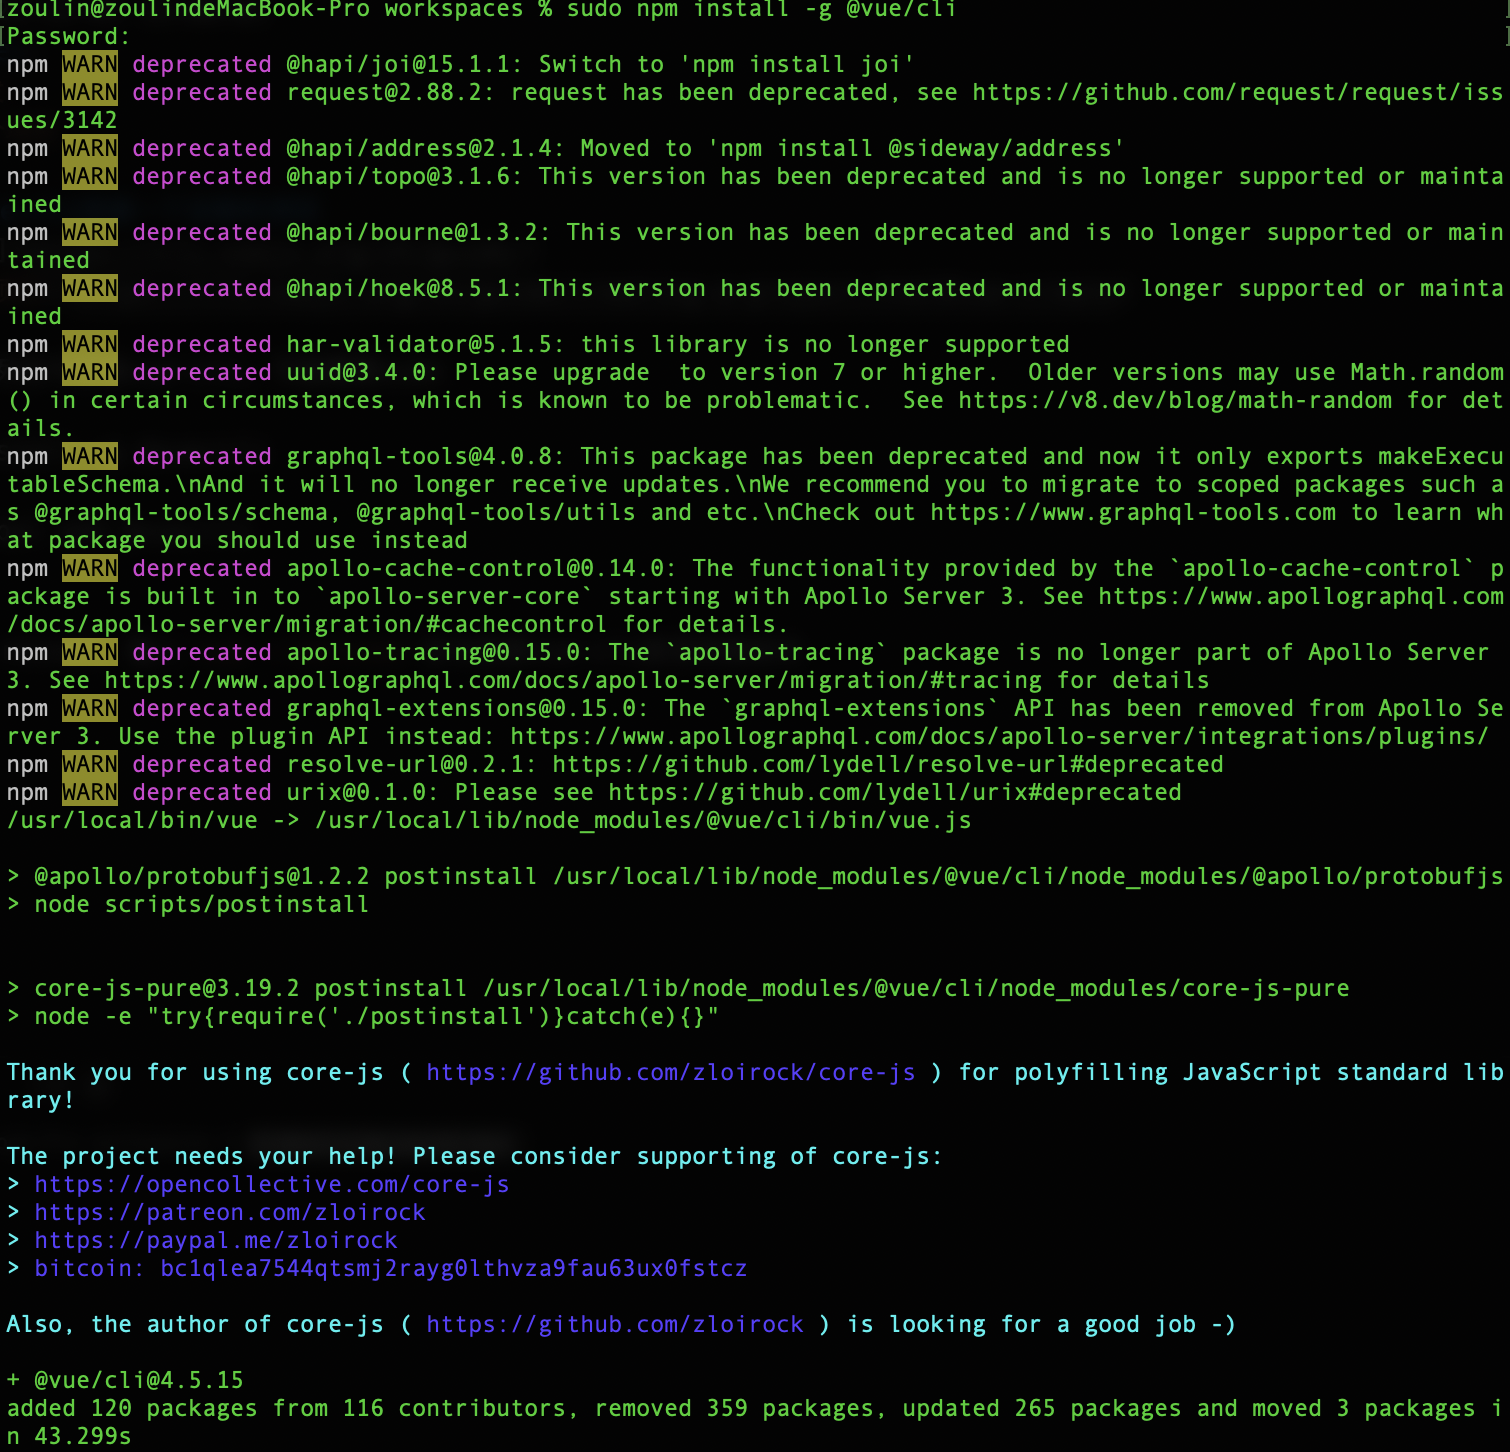 zoulin@zoulindeMacBook-Pro workspaces % sudo npm install -g @vue/cli
Password:
npm WARN deprecated @hapi/joi@15.1.1: Switch to 'npm install joi'
npm WARN deprecated request@2.88.2: request has been deprecated, see https://github.com/request/request/iss
ues/3142
npm WARN deprecated @hapi/address@2.1.4: Moved to 'npm install @sideway/address'
npm WARN deprecated @hapi/topo@3.1.6: This version has been deprecated and is no longer supported or mainta
ined
npm WARN deprecated @hapi/bourne@1.3.2: This version has been deprecated and is no longer supported or main
tained
npm WARN deprecated @hapi/hoek@8.5.1: This version has been deprecated and is no longer supported or mainta
ined
npm WARN deprecated har-validator@5.1.5: this library is no longer supported
npm WARN deprecated uuid@3.4.0: Please upgrade  to version 7 or higher.  Older versions may use Math.random
() in certain circumstances, which is known to be problematic.  See https://v8.dev/blog/math-random for det
ails.
npm WARN deprecated graphql-tools@4.0.8: This package has been deprecated and now it only exports makeExecu
tableSchema.\nAnd it will no longer receive updates.\nWe recommend you to migrate to scoped packages such a
s @graphql-tools/schema, @graphql-tools/utils and etc.\nCheck out https://www.graphql-tools.com to learn wh
at package you should use instead
npm WARN deprecated apollo-cache-control@0.14.0: The functionality provided by the `apollo-cache-control` p
ackage is built in to `apollo-server-core` starting with Apollo Server 3. See https://www.apollographql.com
/docs/apollo-server/migration/#cachecontrol for details.
npm WARN deprecated apollo-tracing@0.15.0: The `apollo-tracing` package is no longer part of Apollo Server
3. See https://www.apollographql.com/docs/apollo-server/migration/#tracing for details
npm WARN deprecated graphql-extensions@0.15.0: The `graphql-extensions` API has been removed from Apollo Se
rver 3. Use the plugin API instead: https://www.apollographql.com/docs/apollo-server/integrations/plugins/
npm WARN deprecated resolve-url@0.2.1: https://github.com/lydell/resolve-url#deprecated
npm WARN deprecated urix@0.1.0: Please see https://github.com/lydell/urix#deprecated
/usr/local/bin/vue -> /usr/local/lib/node_modules/@vue/cli/bin/vue.js

> @apollo/protobufjs@1.2.2 postinstall /usr/local/lib/node_modules/@vue/cli/node_modules/@apollo/protobufjs
> node scripts/postinstall

> core-js-pure@3.19.2 postinstall /usr/local/lib/node_modules/@vue/cli/node_modules/core-js-pure
> node -e "try{require('./postinstall')}catch(e){}"

Thank you for using core-js ( https://github.com/zloirock/core-js ) for polyfilling JavaScript standard lib
rary!

The project needs your help! Please consider supporting of core-js:
> https://opencollective.com/core-js
> https://patreon.com/zloirock
> https://paypal.me/zloirock
> bitcoin: bc1qlea7544qtsmj2rayg0lthvza9fau63ux0fstcz

Also, the author of core-js ( https://github.com/zloirock ) is looking for a good job -)

+ @vue/cli@4.5.15
added 120 packages from 116 contributors, removed 359 packages, updated 265 packages and moved 3 packages i
n 43.299s